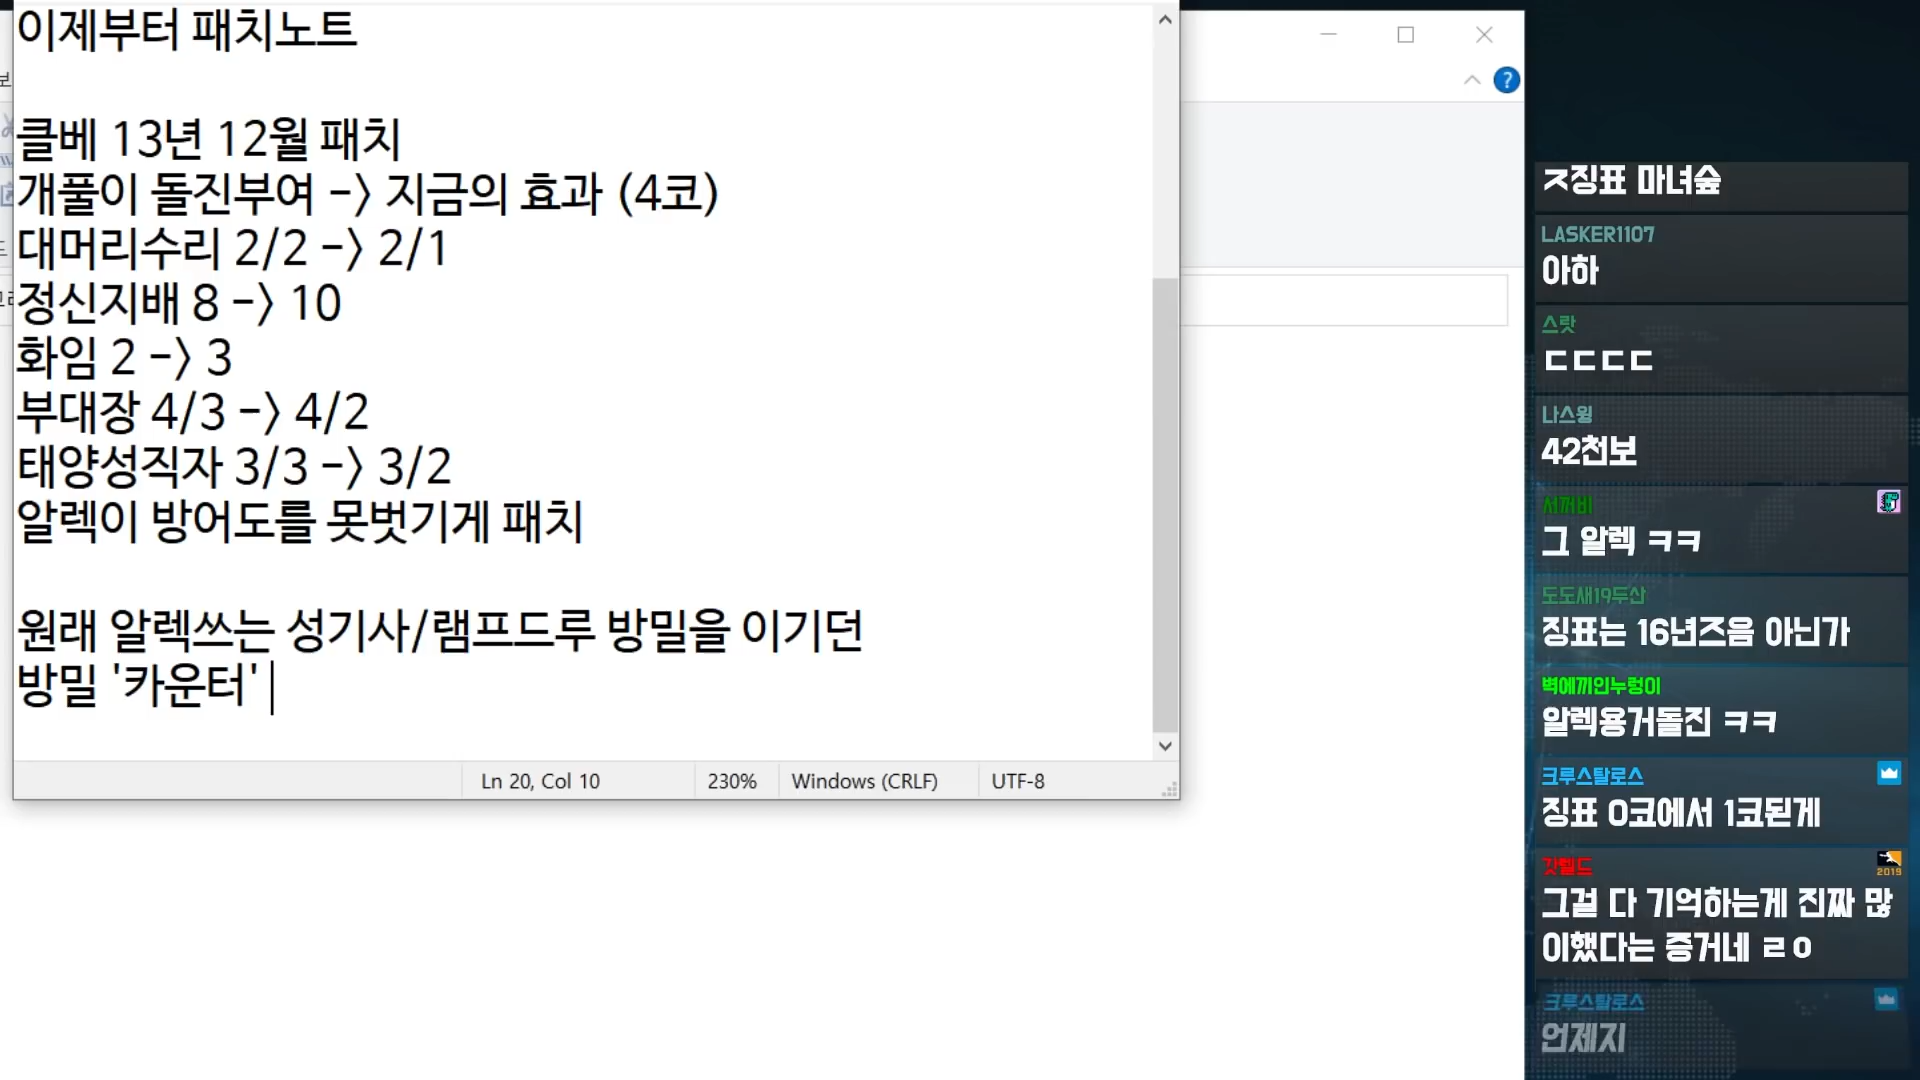 이제부터 패치노트
클베 13년 12월 패치
개풀이 돌진부여 -> 지금의 효과 (4코)
대머리수리 2/2 -> 2/1
정신지배 8 -> 10
화임 2 -> 3
부대장 4/3 -> 4/2
태양성직자 3/3 -> 3/2
알렉이 방어도를 못벗기게 패치
원래 알렉쓰는 성기사/램프드루 방밀을 이기던
방밀 '카운터'
Ln 20, Col 10
230%
Windows (CRLF)
UTF-8
ㅈ징표 마녀숲
LASKER1107
아하
스랏
ㄷㄷㄷㄷ
나스윙
42천보
서꺼비
그 알렉 ㅋㅋ
도도새19두산
징표는 16년즈음 아닌가
벽에끼인누렁이
알렉용거돌진 ㅋㅋ
크루스탈로스
징표 0코에서 1코된게
갓벨드
2019
그걸 다 기억하는게 진짜 많
이했다는 증거네 ㄹㅇ
크루스탈로스
언제지